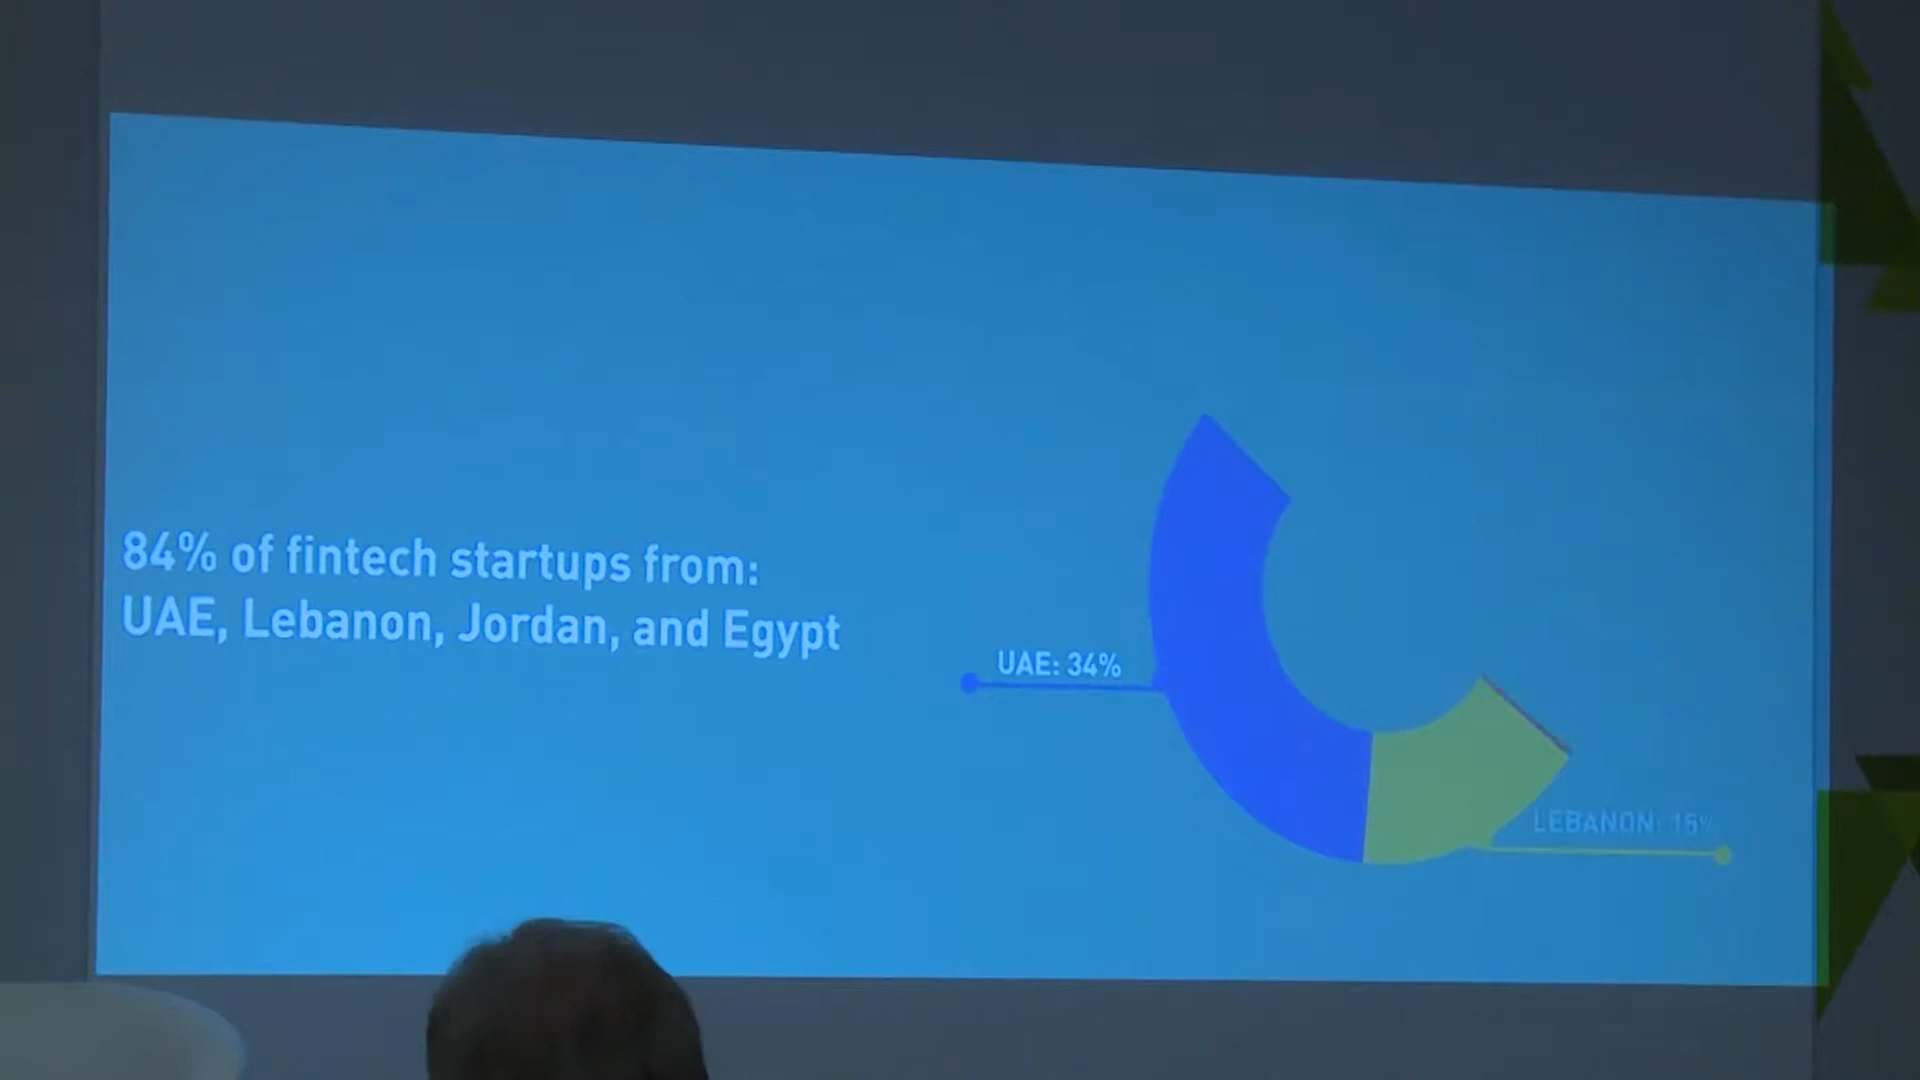 84% of fintech startups from:
UAE, Lebanon, Jordan, and Egypt
UAE: 34%
LEBANON: 15%